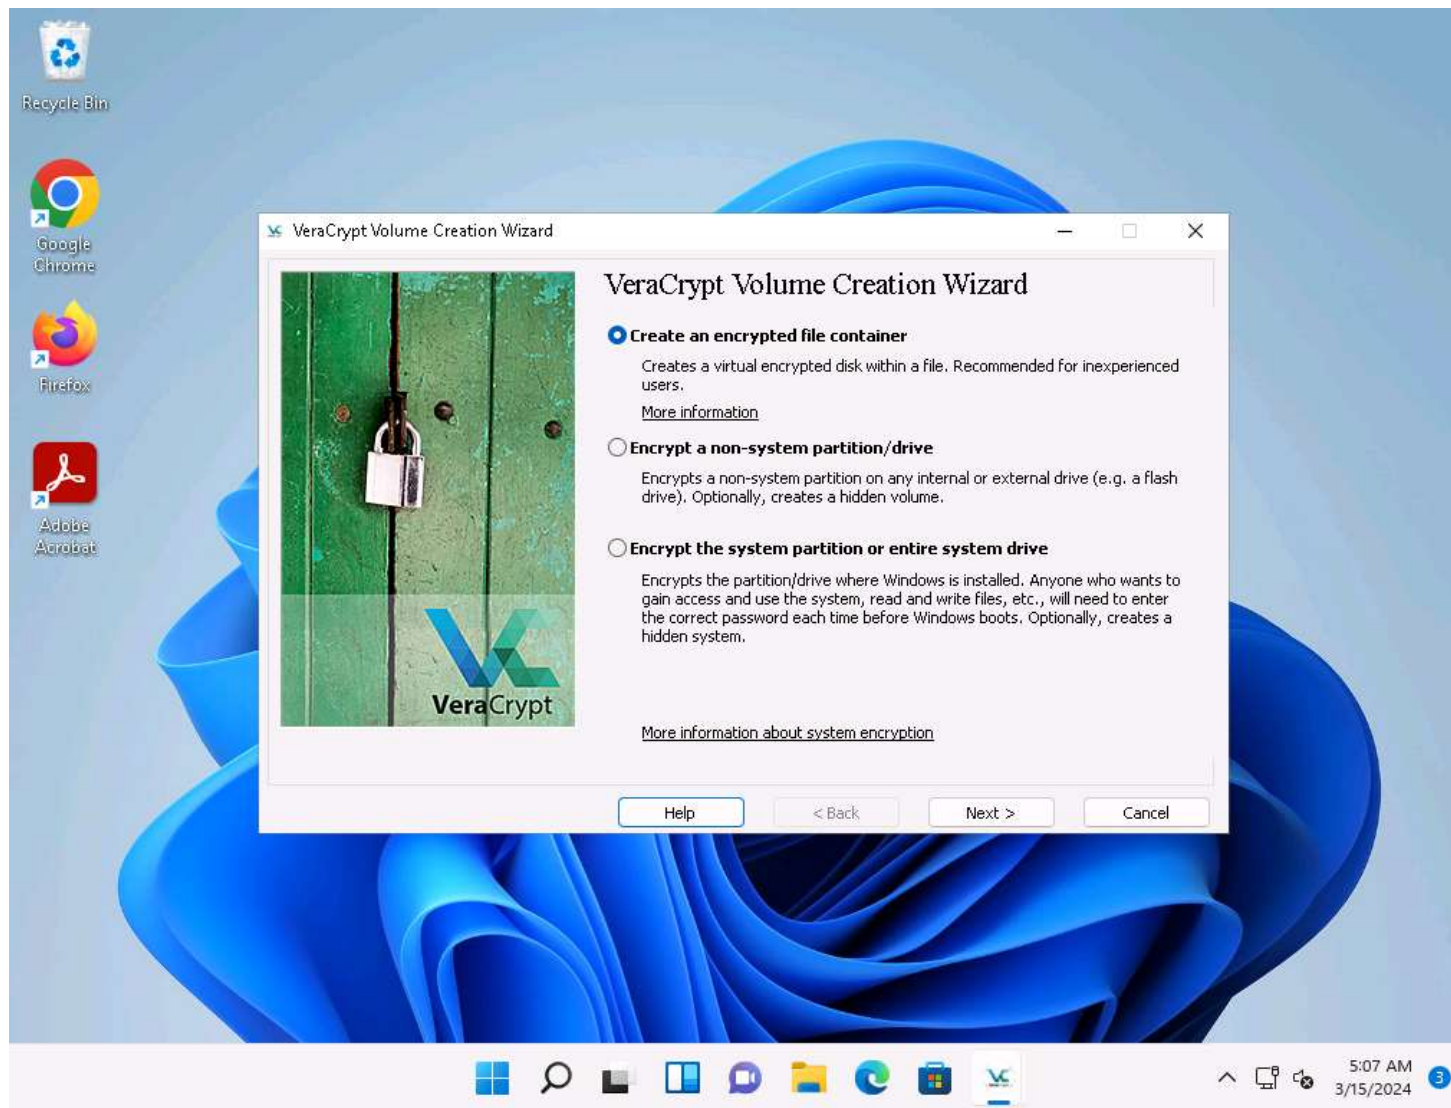 Recycle Bin
Google
Chrome
Firefox
Adobe
Acrobat
VeraCrypt Volume Creation Wizard
VeraCrypt Volume Creation Wizard
Create an encrypted file container
Creates a virtual encrypted disk within a file. Recommended for inexperienced
users.
More information
Encrypt a non-system partition/drive
Encrypts a non-system partition on any internal or external drive (e.g. a flash
drive). Optionally, creates a hidden volume.
Encrypt the system partition or entire system drive
Encrypts the partition/drive where Windows is installed. Anyone who wants to
gain access and use the system, read and write files, etc., will need to enter
the correct password each time before Windows boots. Optionally, creates a
hidden system.
VeraCrypt
More information about system encryption
Help
< Back
Next >
Cancel
5:07 AM
3/15/2024
3